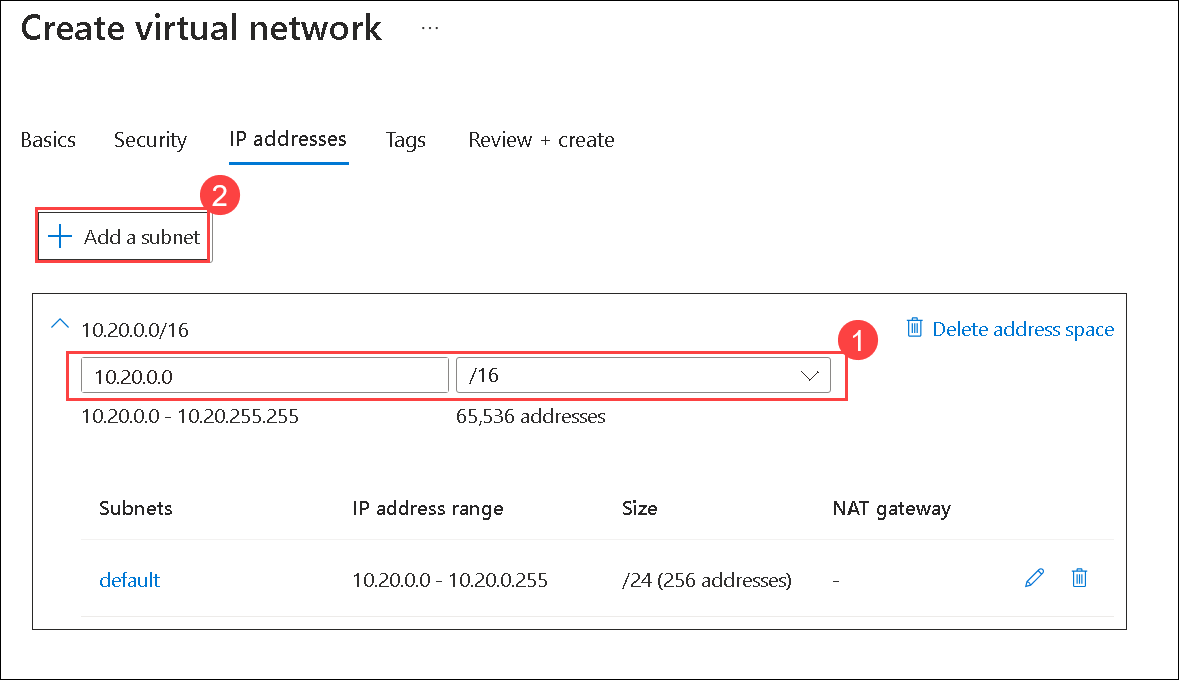 Create virtual network ...
Basics Security IP addresses Tags Review + create
2
+ Add a subnet
10.20.0.0/16 Delete address space
1
10.20.0.0 /16
10.20.0.0 - 10.20.255.255 65,536 addresses
Subnets IP address range Size NAT gateway
default 10.20.0.0 - 10.20.0.255 /24 (256 addresses) -